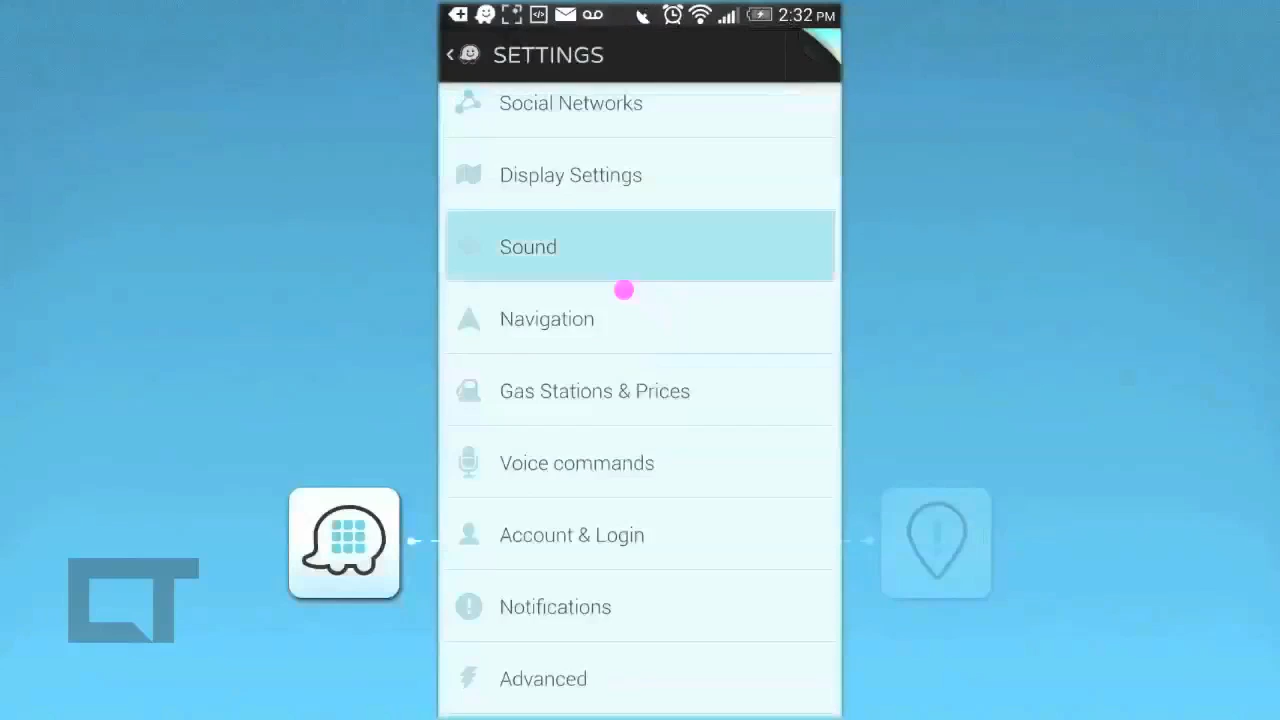 2:32 PM
SETTINGS
Social Networks
Display Settings
Sound
Navigation
Gas Stations & Prices
Voice commands
Account & Login
Notifications
Advanced